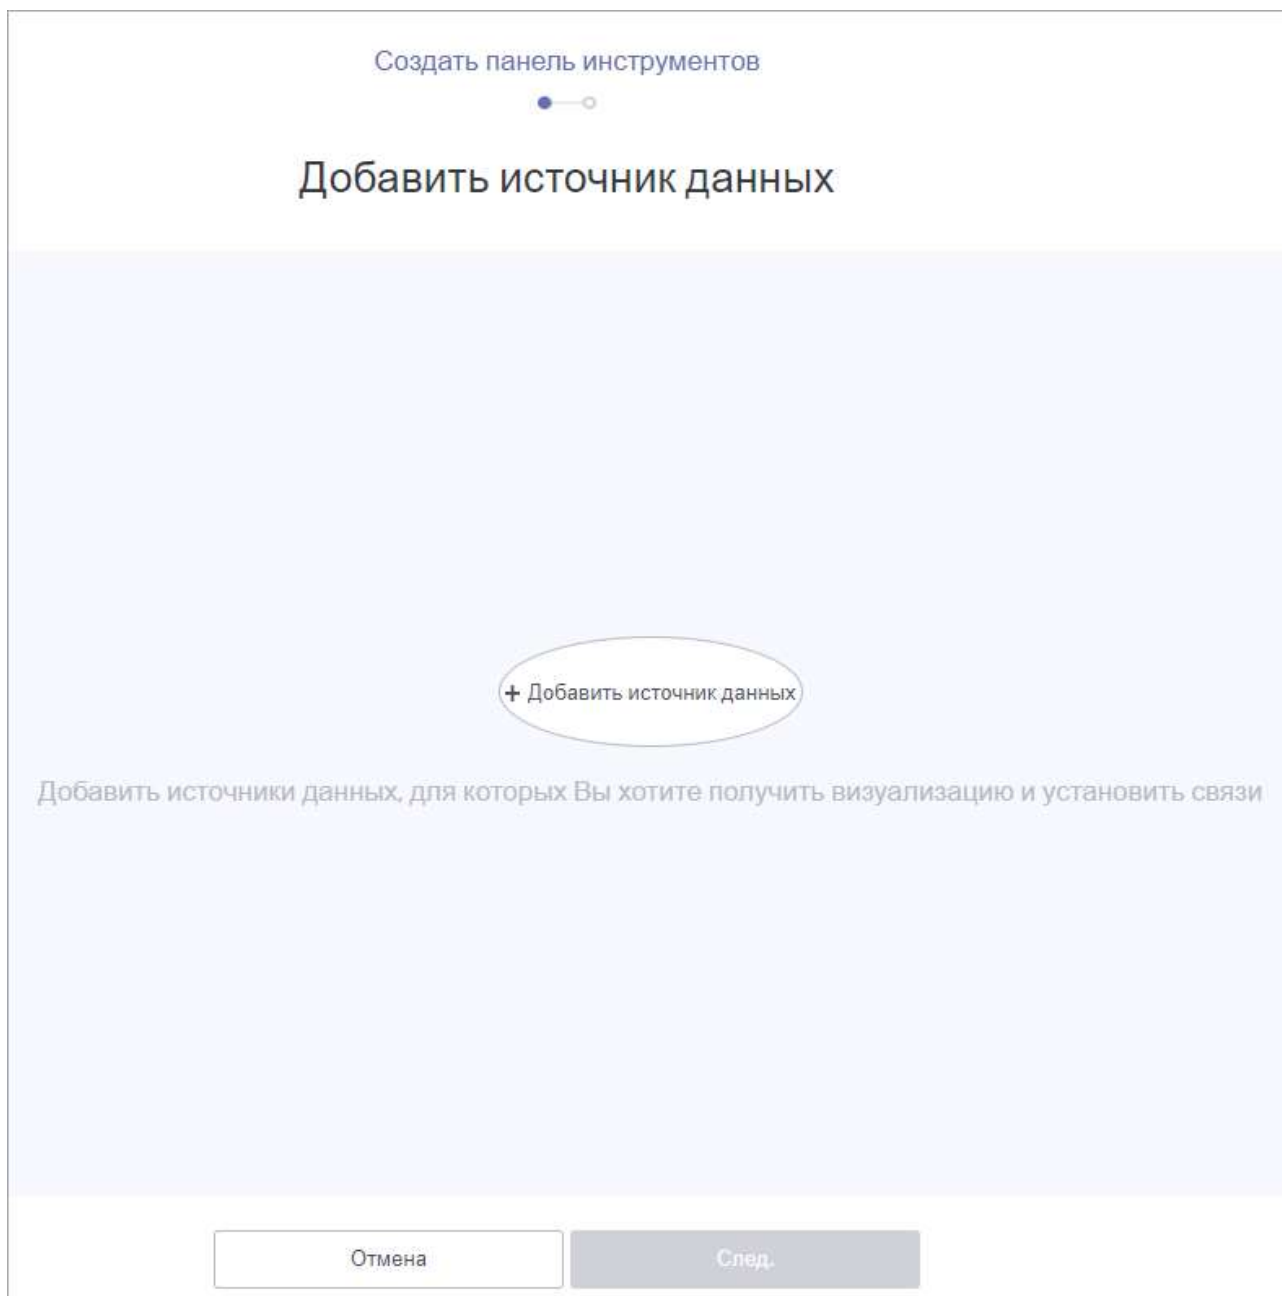 Создать панель инструментов
Добавить источник данных
+ Добавить источник данных
Добавить источники данных, для которых Вы хотите получить визуализацию и установить связи
Отмена
След.